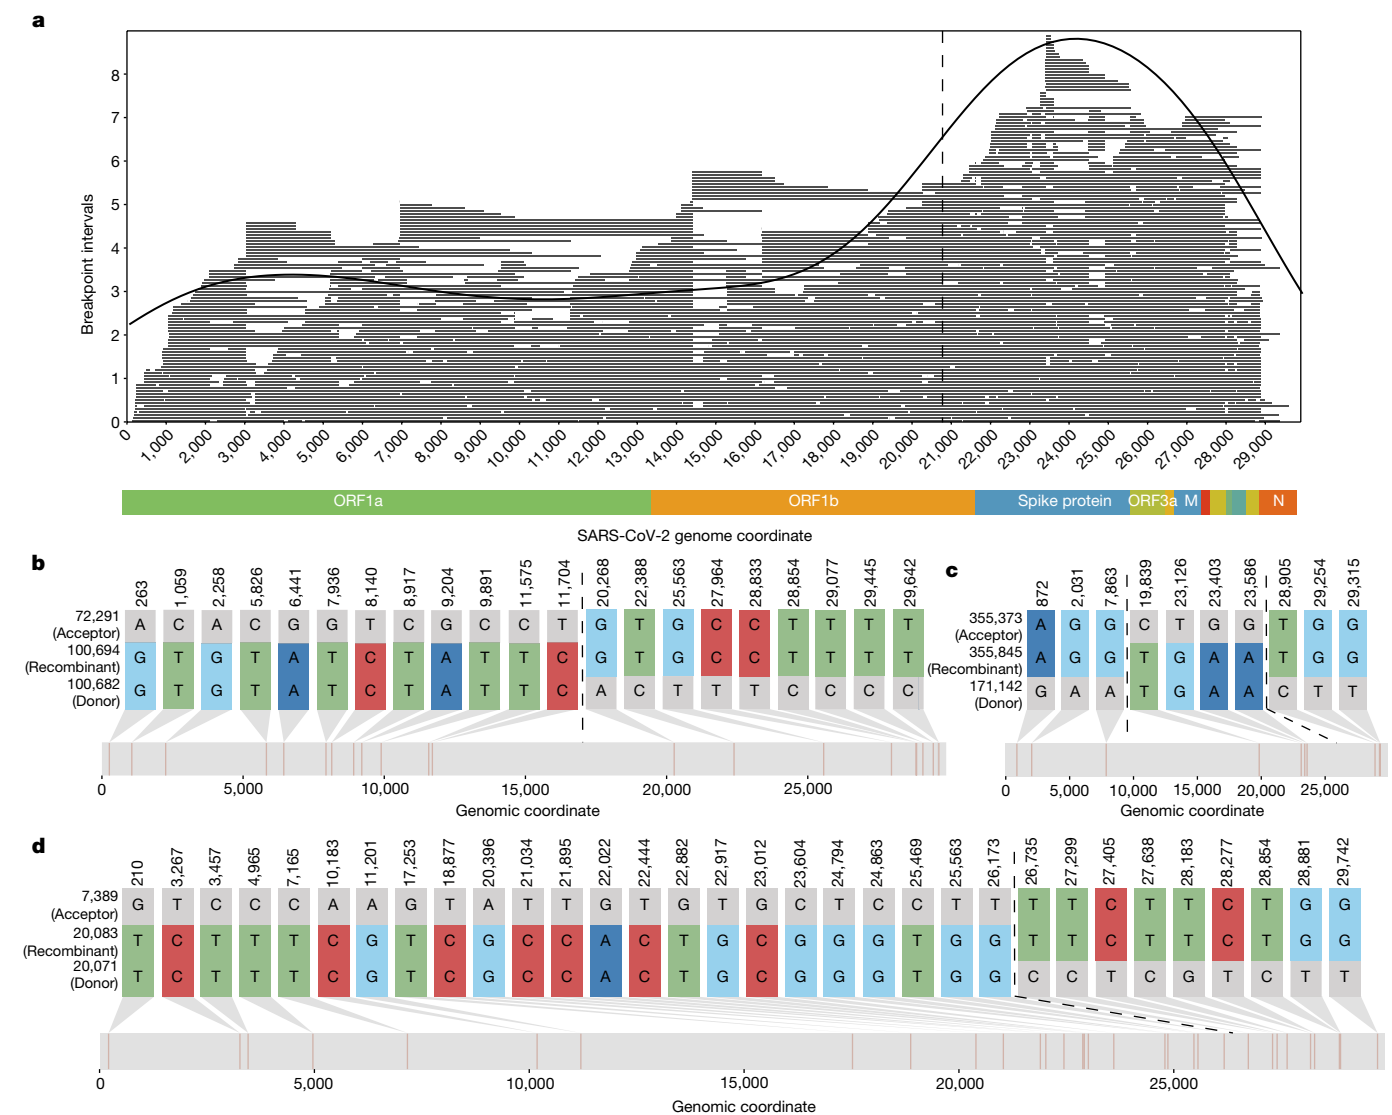 a
Breakpoint intervals
8
7
6
5
4
3
2
1
0
0 1,000 2,000 3,000 4,000 5,000 6,000 7,000 8,000 9,000 10,000 11,000 12,000 13,000 14,000 15,000 16,000 17,000 18,000 19,000 20,000 21,000 22,000 23,000 24,000 25,000 26,000 27,000 28,000 29,000
ORF1a ORF1b Spike protein ORF3a M N
SARS-CoV-2 genome coordinate
b
263 1,059 2,258 5,826 6,441 7,936 8,140 8,917 9,204 9,891 11,575 11,704 20,268 22,388 25,563 27,964 28,833 28,854 29,077 29,445 29,642
72,291
(Acceptor)
A C A C G G T C G C C T G T G C C T T T T
100,694
(Recombinant)
G T G T A T C T A T T C G T G C C T T T T
100,682
(Donor)
G T G T A T C T A T T C A C T T T C C C C
0 5,000 10,000 15,000 20,000 25,000
Genomic coordinate
c
872 2,031 7,863 19,839 23,126 23,403 23,586 28,905 29,254 29,315
355,373
(Acceptor)
A G G C T G G T G G
355,845
(Recombinant)
A G G T G A A T G G
171,142
(Donor)
G A A T G A A C T T
0 5,000 10,000 15,000 20,000 25,000
Genomic coordinate
d
210 3,267 3,457 4,965 7,165 10,183 11,201 17,253 18,877 20,396 21,034 21,895 22,022 22,444 22,882 22,917 23,012 23,604 24,794 24,863 25,469 25,563 26,173 26,735 27,299 27,405 27,638 28,183 28,277 28,854 28,881 29,742
7,389
(Acceptor)
G T C C C A A G T A T T G T G T G C T C C T T T T C T T C T G G
20,083
(Recombinant)
T C T T T C G T C G C C A C T G C G G G T G G T T C T T C T G G
20,071
(Donor)
T C T T T C G T C G C C A C T G C G G G T G G C C T C G T C T T
0 5,000 10,000 15,000 20,000 25,000
Genomic coordinate